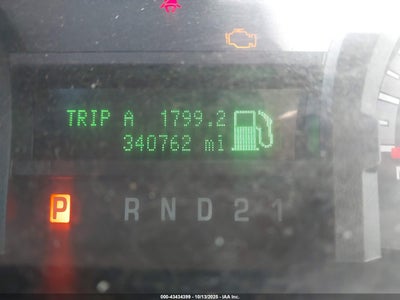 TRIP A 1799.2
340762 mi
P R N D 2 1
000-43434399 - 10/13/2025 - IAA Inc.